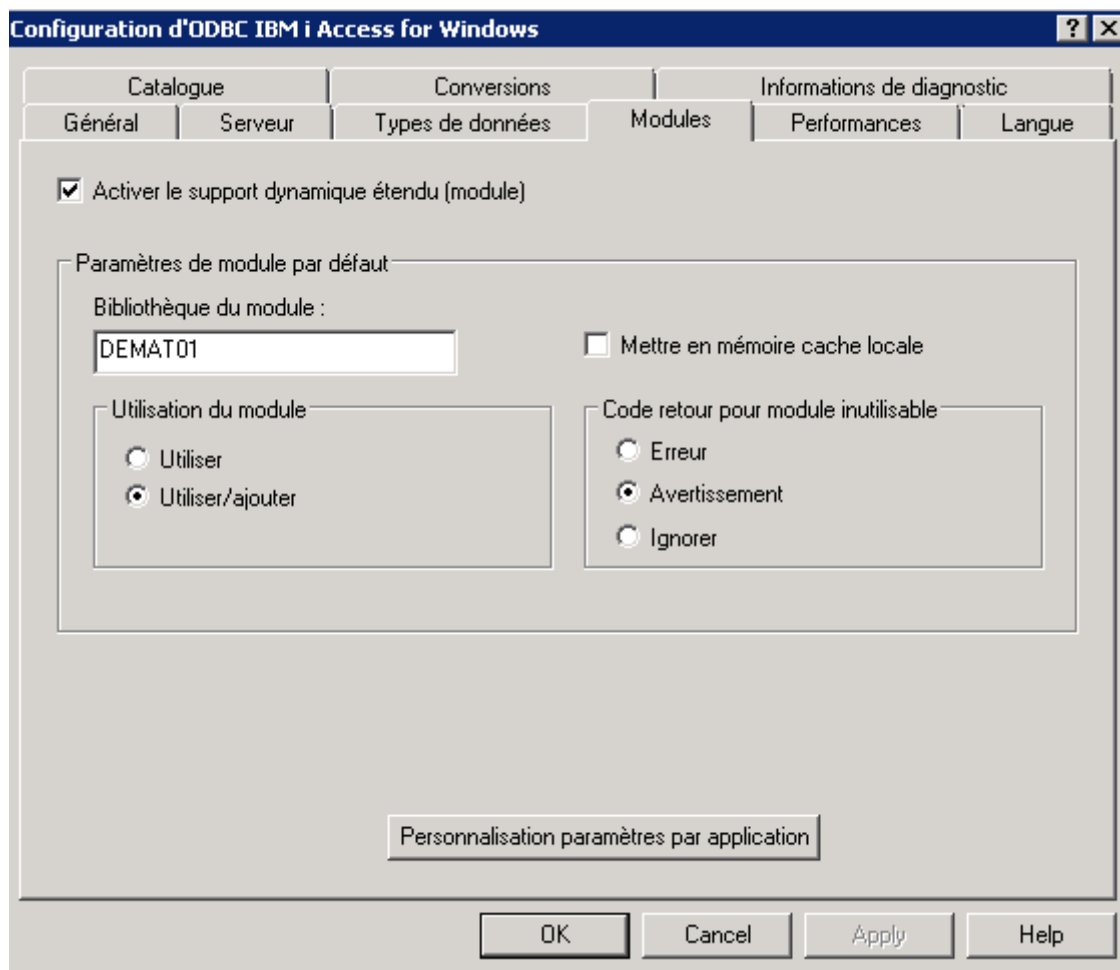 Configuration d'ODBC IBM i Access for Windows
Catalogue Conversions Informations de diagnostic
Général Serveur Types de données Modules Performances Langue
Activer le support dynamique étendu (module)
Paramètres de module par défaut
Bibliothèque du module :
DEMAT01
Mettre en mémoire cache locale
Utilisation du module
Utiliser
Utiliser/ajouter
Code retour pour module inutilisable
Erreur
Avertissement
Ignorer
Personnalisation paramètres par application
OK Cancel Apply Help